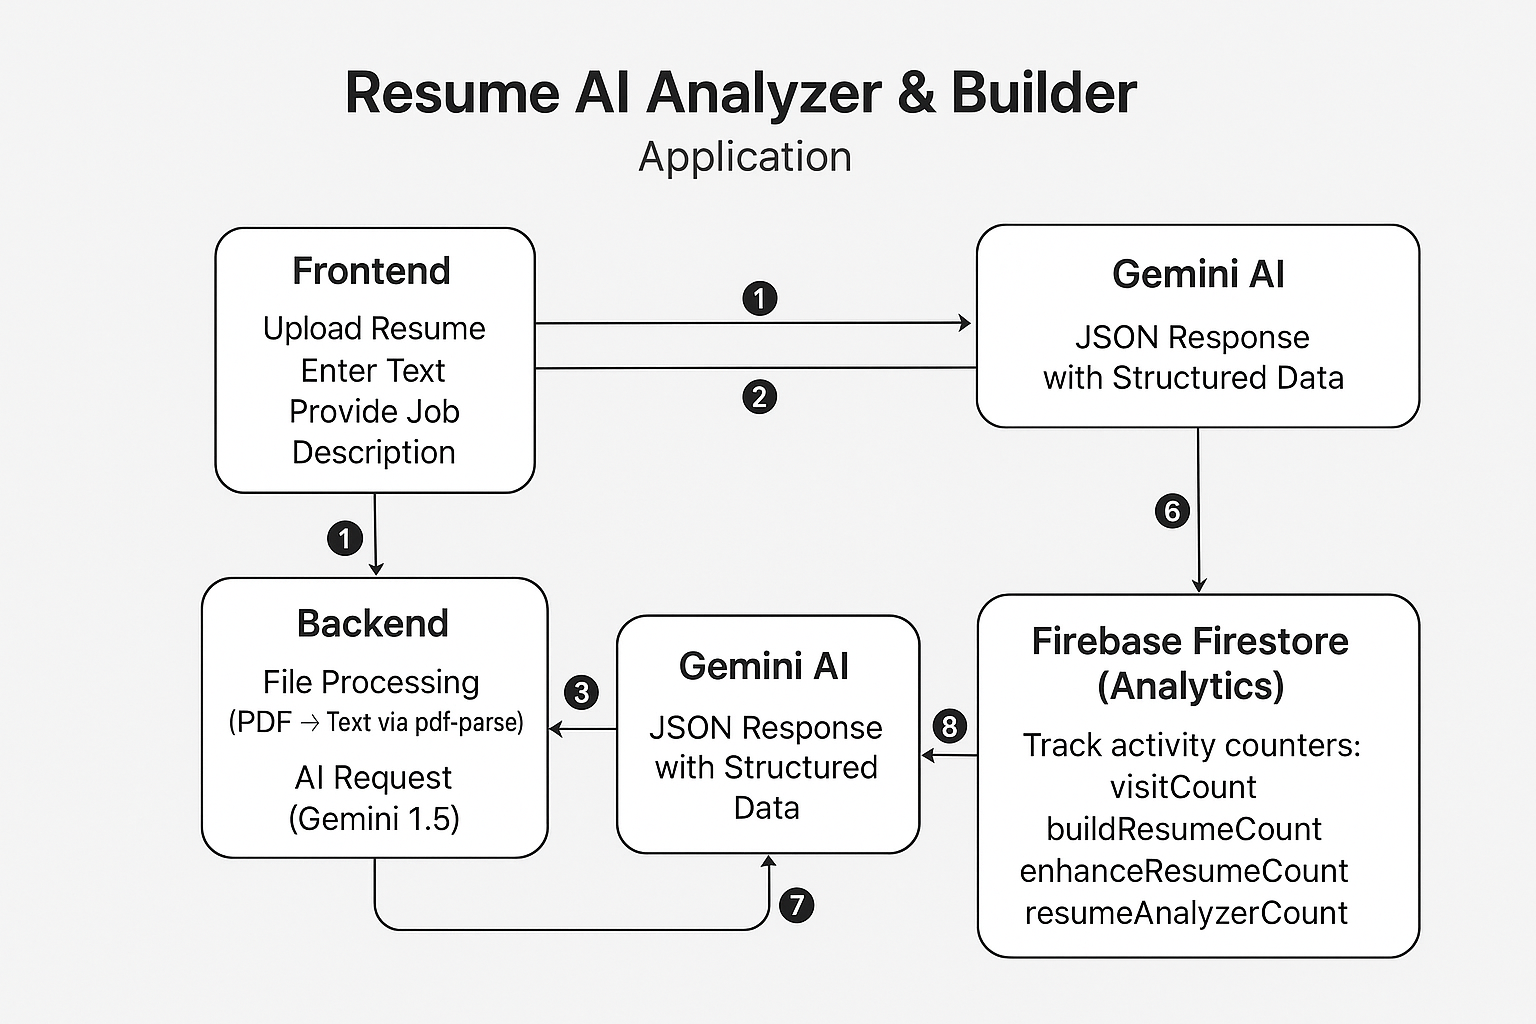 Resume AI Analyzer & Builder
Application
Frontend
Upload Resume
Enter Text
Provide Job
Description
1
2
Gemini AI
JSON Response
with Structured Data
1
6
Backend
File Processing
(PDF → Text via pdf-parse)
AI Request
(Gemini 1.5)
3
Gemini AI
JSON Response
with Structured
Data
8
7
Firebase Firestore
(Analytics)
Track activity counters:
visitCount
buildResumeCount
enhanceResumeCount
resumeAnalyzerCount